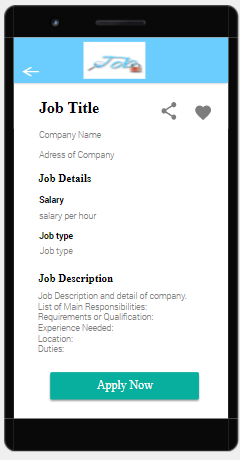 Job
Job Title
Company Name
Adress of Company
Job Details
Salary
salary per hour
Job type
Job type
Job Description
Job Description and detail of company.
List of Main Responsibilities:
Requirements or Qualification:
Experience Needed:
Location:
Duties:
Apply Now